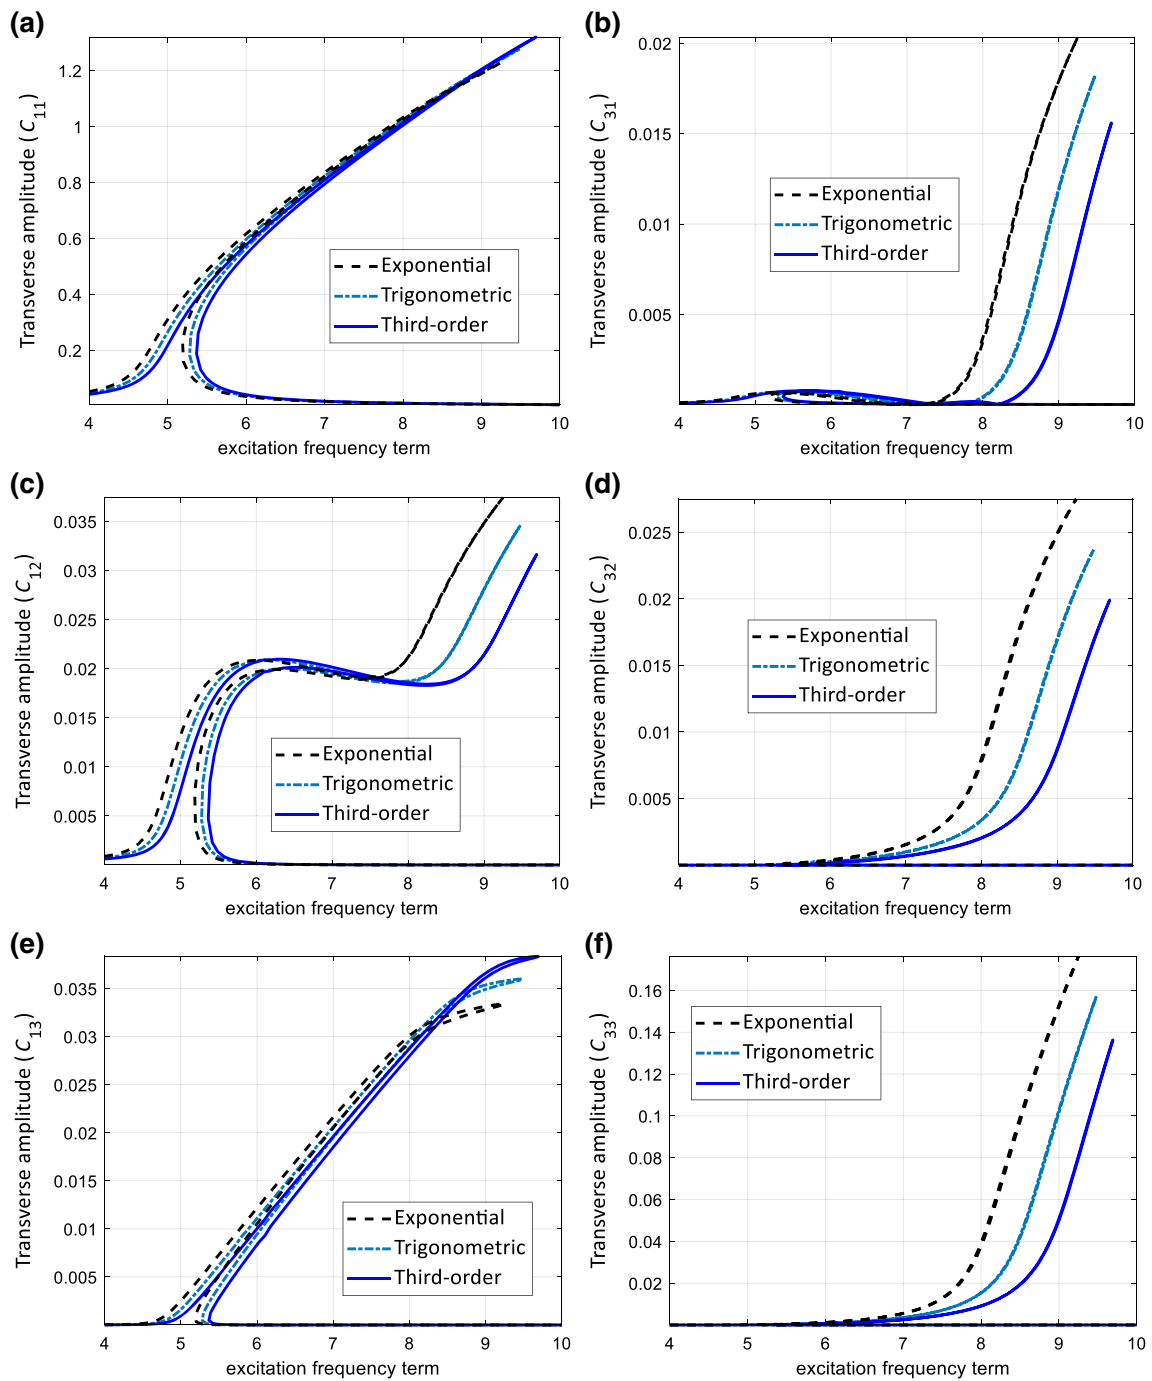 (a)
Transverse amplitude (C11)
1.2
1
0.8
0.6
0.4
0.2
4 5 6 7 8 9 10
excitation frequency term
Exponential
Trigonometric
Third-order
(b)
Transverse amplitude (C31)
0.02
0.015
0.01
0.005
4 5 6 7 8 9 10
excitation frequency term
Exponential
Trigonometric
Third-order
(c)
Transverse amplitude (C12)
0.035
0.03
0.025
0.02
0.015
0.01
0.005
4 5 6 7 8 9 10
excitation frequency term
Exponential
Trigonometric
Third-order
(d)
Transverse amplitude (C32)
0.025
0.02
0.015
0.01
0.005
4 5 6 7 8 9 10
excitation frequency term
Exponential
Trigonometric
Third-order
(e)
Transverse amplitude (C13)
0.035
0.03
0.025
0.02
0.015
0.01
0.005
4 5 6 7 8 9 10
excitation frequency term
Exponential
Trigonometric
Third-order
(f)
Transverse amplitude (C33)
0.16
0.14
0.12
0.1
0.08
0.06
0.04
0.02
4 5 6 7 8 9 10
excitation frequency term
Exponential
Trigonometric
Third-order